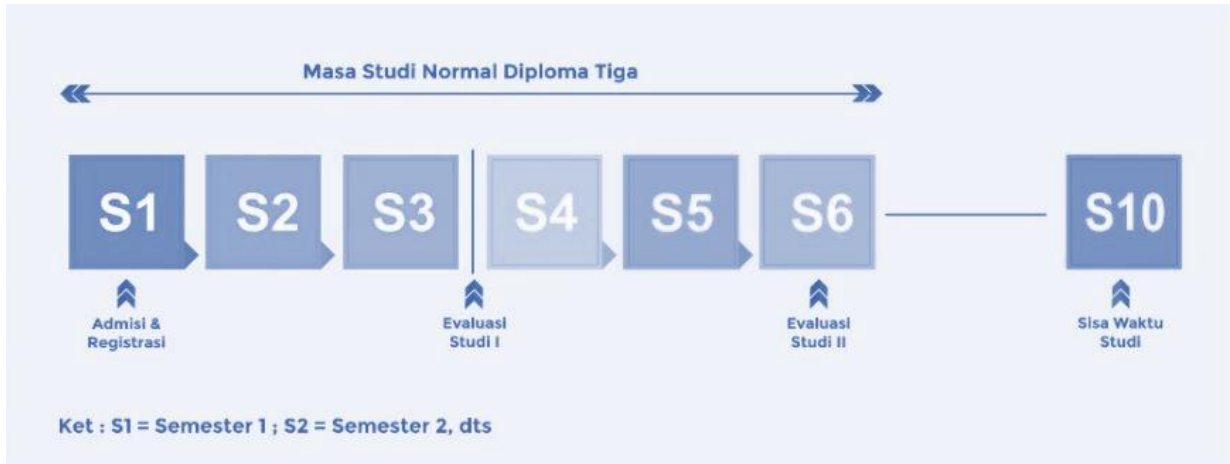 Masa Studi Normal Diploma Tiga
S1
S2
S3
S4
S5
S6
S10
Admisi &
Registrasi
Evaluasi
Studi I
Evaluasi
Studi II
Sisa Waktu
Studi
Ket : S1 = Semester 1 ; S2 = Semester 2, dts